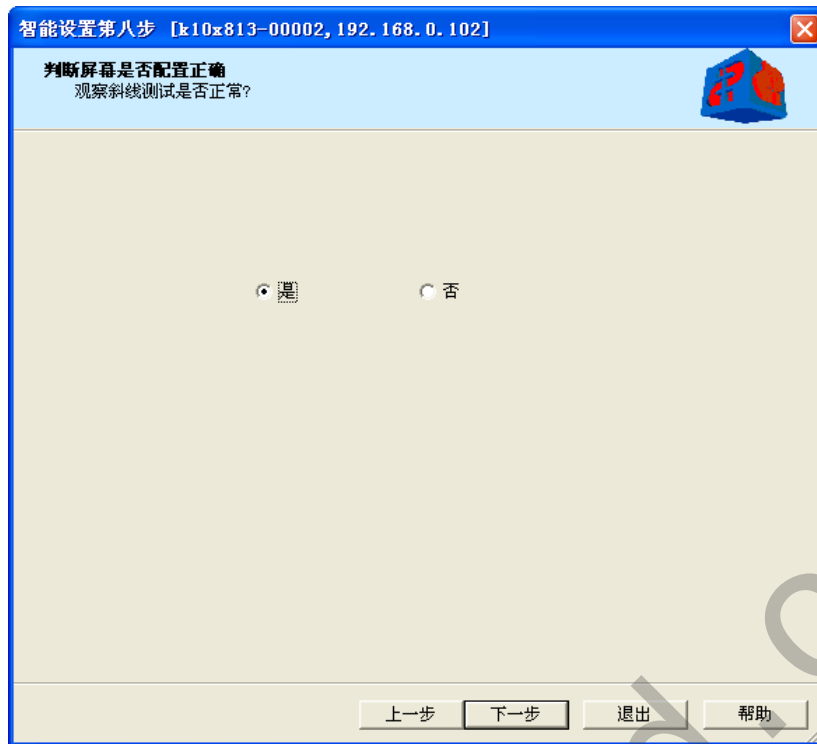 智能设置第八步 [k10x813-00002,192.168.0.102]
判断屏幕是否配置正确
观察斜线测试是否正常?
是 否
上一步 下一步 退出 帮助